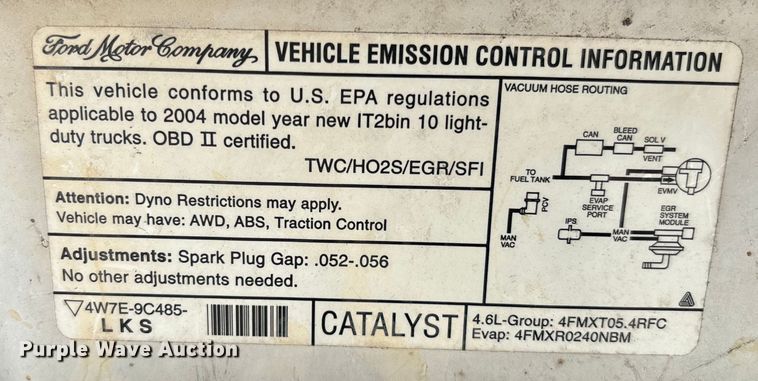 Ford Motor Company
VEHICLE EMISSION CONTROL INFORMATION
This vehicle conforms to U.S. EPA regulations
applicable to 2004 model year new IT2bin 10 light-
duty trucks. OBD II certified.
TWC/HO2S/EGR/SFI
Attention: Dyno Restrictions may apply.
Vehicle may have: AWD, ABS, Traction Control
Adjustments: Spark Plug Gap: .052-.056
No other adjustments needed.
VACUUM HOSE ROUTING
CAN
BLEED
CAN
SOL V
VENT
TO
FUEL TANK
EVMV
EVAP
SERVICE
PORT
PCV
MAN
VAC
IPS
MAN
VAC
EGR
SYSTEM
MODULE
4W7E-9C485-
LKS
CATALYST
4.6L-Group: 4FMXT05.4RFC
Evap: 4FMXR0240NBM
Purple Wave Auction